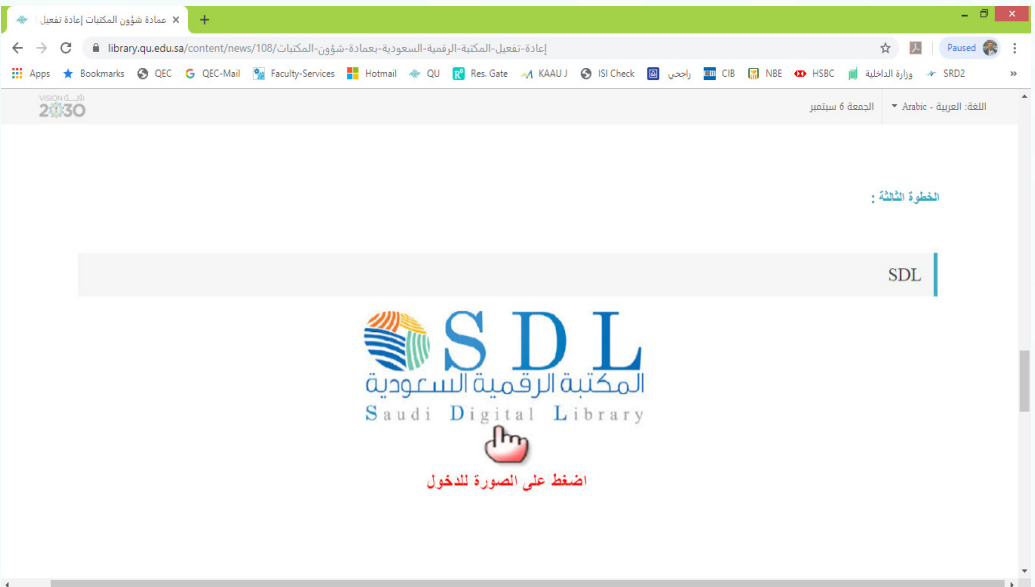 عمادة شؤون المكتبات إعادة تفعيل
library.qu.edu.sa/content/news/108/إعادة-تفعيل-المكتبة-الرقمية-السعودية-بعمادة-شؤون-المكتبات
Paused
Apps Bookmarks QEC QEC-Mail Faculty-Services Hotmail QU Res. Gate KAAU J ISI Check راجحي CIB NBE HSBC وزارة الداخلية SRD2 »
VISION رؤيــة
2030
اللغة: العربية - Arabic الجمعة 6 سبتمبر
الخطوة الثالثة :
SDL
SDL
المكتبة الرقمية السعودية
Saudi Digital Library
اضغط على الصورة للدخول